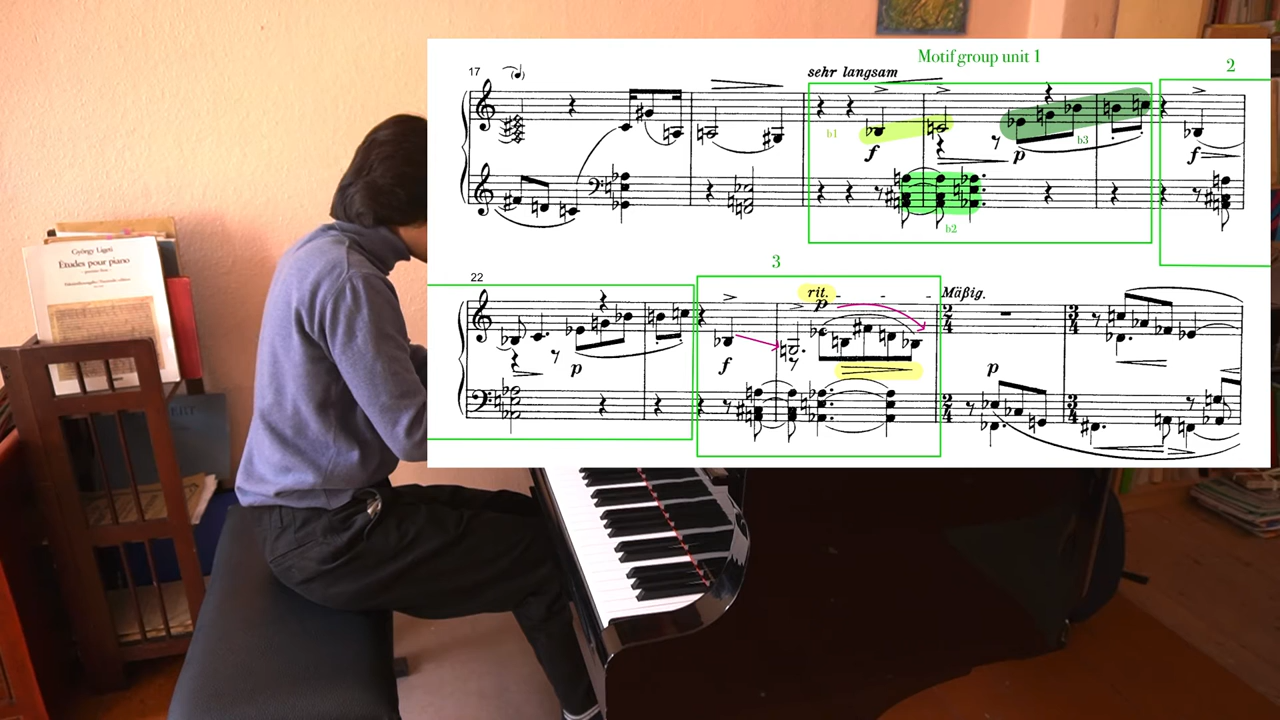 Motif group unit 1
2
17
sehr langsam
b1
b3
f
p
f
b2
3
22
rit.
Mäßig.
p
p
f
p
György Ligeti
Études pour piano